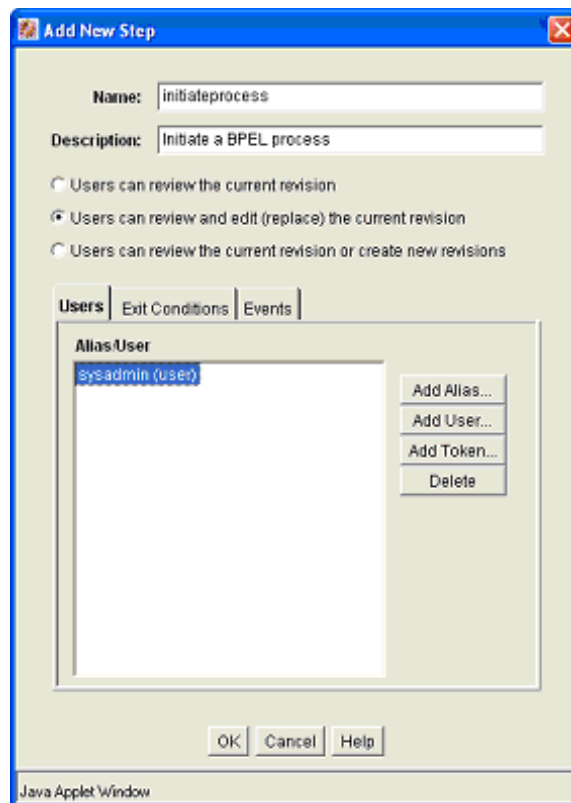 Add New Step
Name: initiateprocess
Description: Initiate a BPEL process
Users can review the current revision
Users can review and edit (replace) the current revision
Users can review the current revision or create new revisions
Users Exit Conditions Events
Alias/User
sysadmin (user)
Add Alias...
Add User...
Add Token...
Delete
OK Cancel Help
Java Applet Window